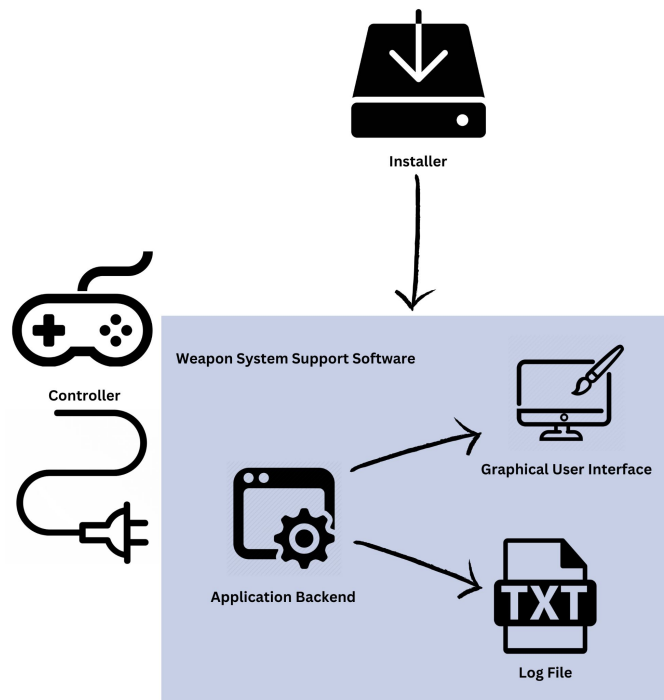 Installer
Controller
Weapon System Support Software
Graphical User Interface
Application Backend
TXT
Log File